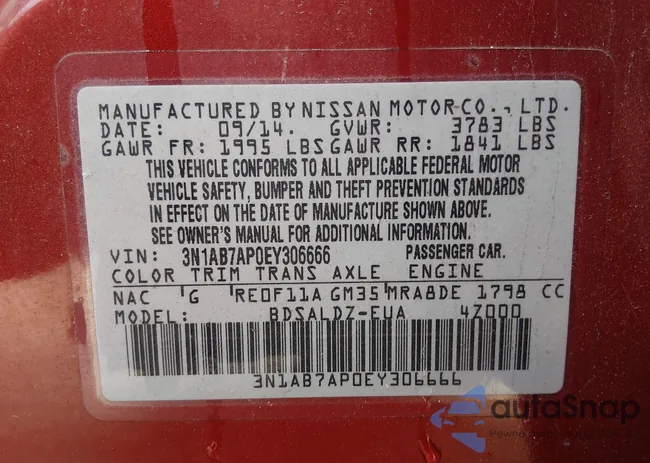 MANUFACTURED BY NISSAN MOTOR CO., LTD.
DATE: 09/14. GVWR: 3783 LBS
GAWR FR: 1995 LBS GAWR RR: 1841 LBS
THIS VEHICLE CONFORMS TO ALL APPLICABLE FEDERAL MOTOR
VEHICLE SAFETY, BUMPER AND THEFT PREVENTION STANDARDS
IN EFFECT ON THE DATE OF MANUFACTURE SHOWN ABOVE.
SEE OWNER'S MANUAL FOR ADDITIONAL INFORMATION.
VIN: 3N1AB7AP0EY306666 PASSENGER CAR.
COLOR TRIM TRANS AXLE ENGINE
NAC G RE0F11A GM35 MRA8DE 1798 CC
MODEL: BDSALDZ-EUA 4Z000
3N1AB7AP0EY306666
autoSnap